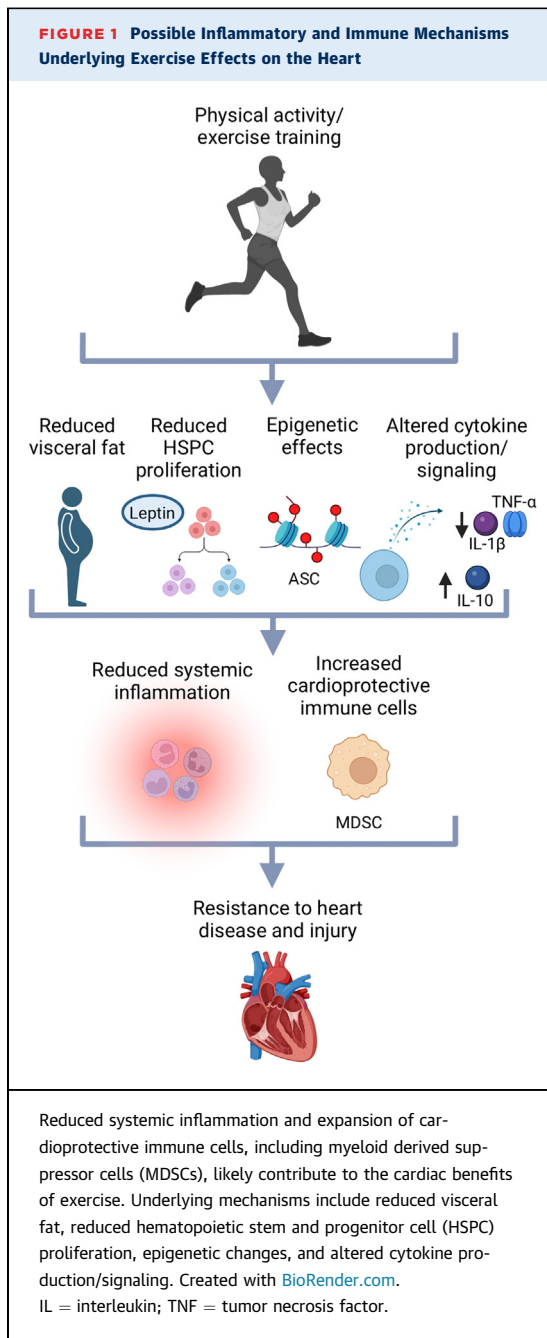 FIGURE 1 Possible Inflammatory and Immune Mechanisms
Underlying Exercise Effects on the Heart
Physical activity/
exercise training
Reduced
visceral fat
Reduced
HSPC
proliferation
Epigenetic
effects
Altered cytokine
production/
signaling
Leptin
ASC
TNF-α
IL-1β
IL-10
Reduced systemic
inflammation
Increased
cardioprotective
immune cells
MDSC
Resistance to heart
disease and injury
Reduced systemic inflammation and expansion of car-
dioprotective immune cells, including myeloid derived sup-
pressor cells (MDSCs), likely contribute to the cardiac benefits
of exercise. Underlying mechanisms include reduced visceral
fat, reduced hematopoietic stem and progenitor cell (HSPC)
proliferation, epigenetic changes, and altered cytokine pro-
duction/signaling. Created with BioRender.com.
IL = interleukin; TNF = tumor necrosis factor.